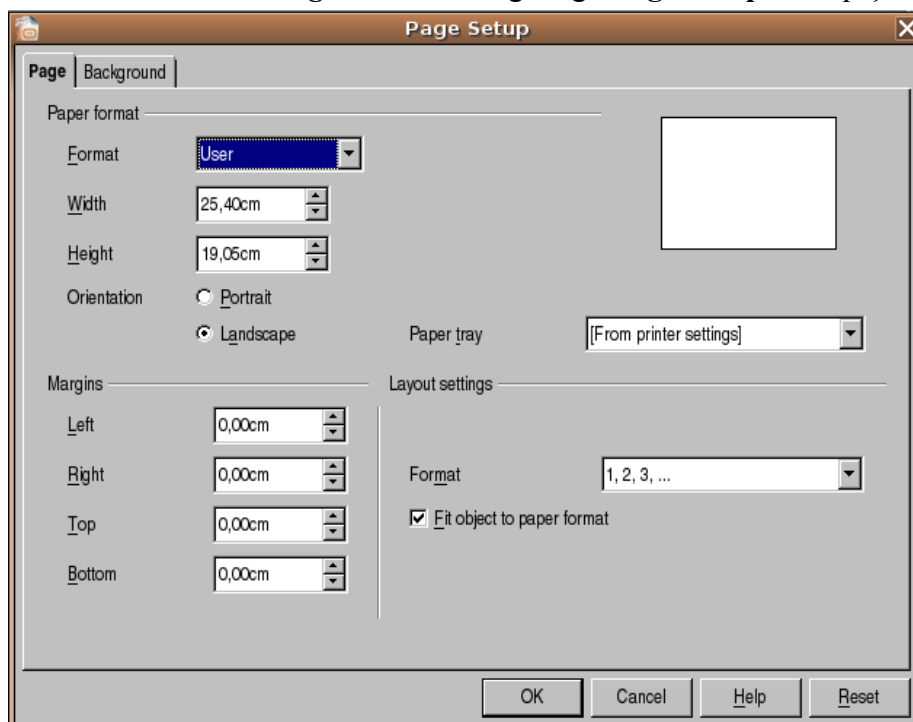 Page Setup
Page Background
Paper format
Format User
Width 25,40cm
Height 19,05cm
Orientation Portrait
Landscape Paper tray [From printer settings]
Margins Layout settings
Left 0,00cm
Right 0,00cm Format 1, 2, 3, ...
Top 0,00cm Fit object to paper format
Bottom 0,00cm
OK Cancel Help Reset